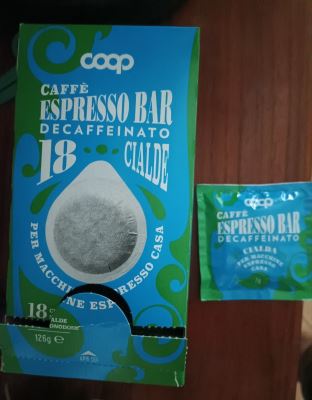 coop
CAFFÈ
ESPRESSO BAR
DECAFFEINATO
18 CIALDE
PER MACCHINE ESPRESSO CASA
18
126g e
coop
CAFFÈ
ESPRESSO BAR
DECAFFEINATO
CIALDA
PER MACCHINE
ESPRESSO
CASA